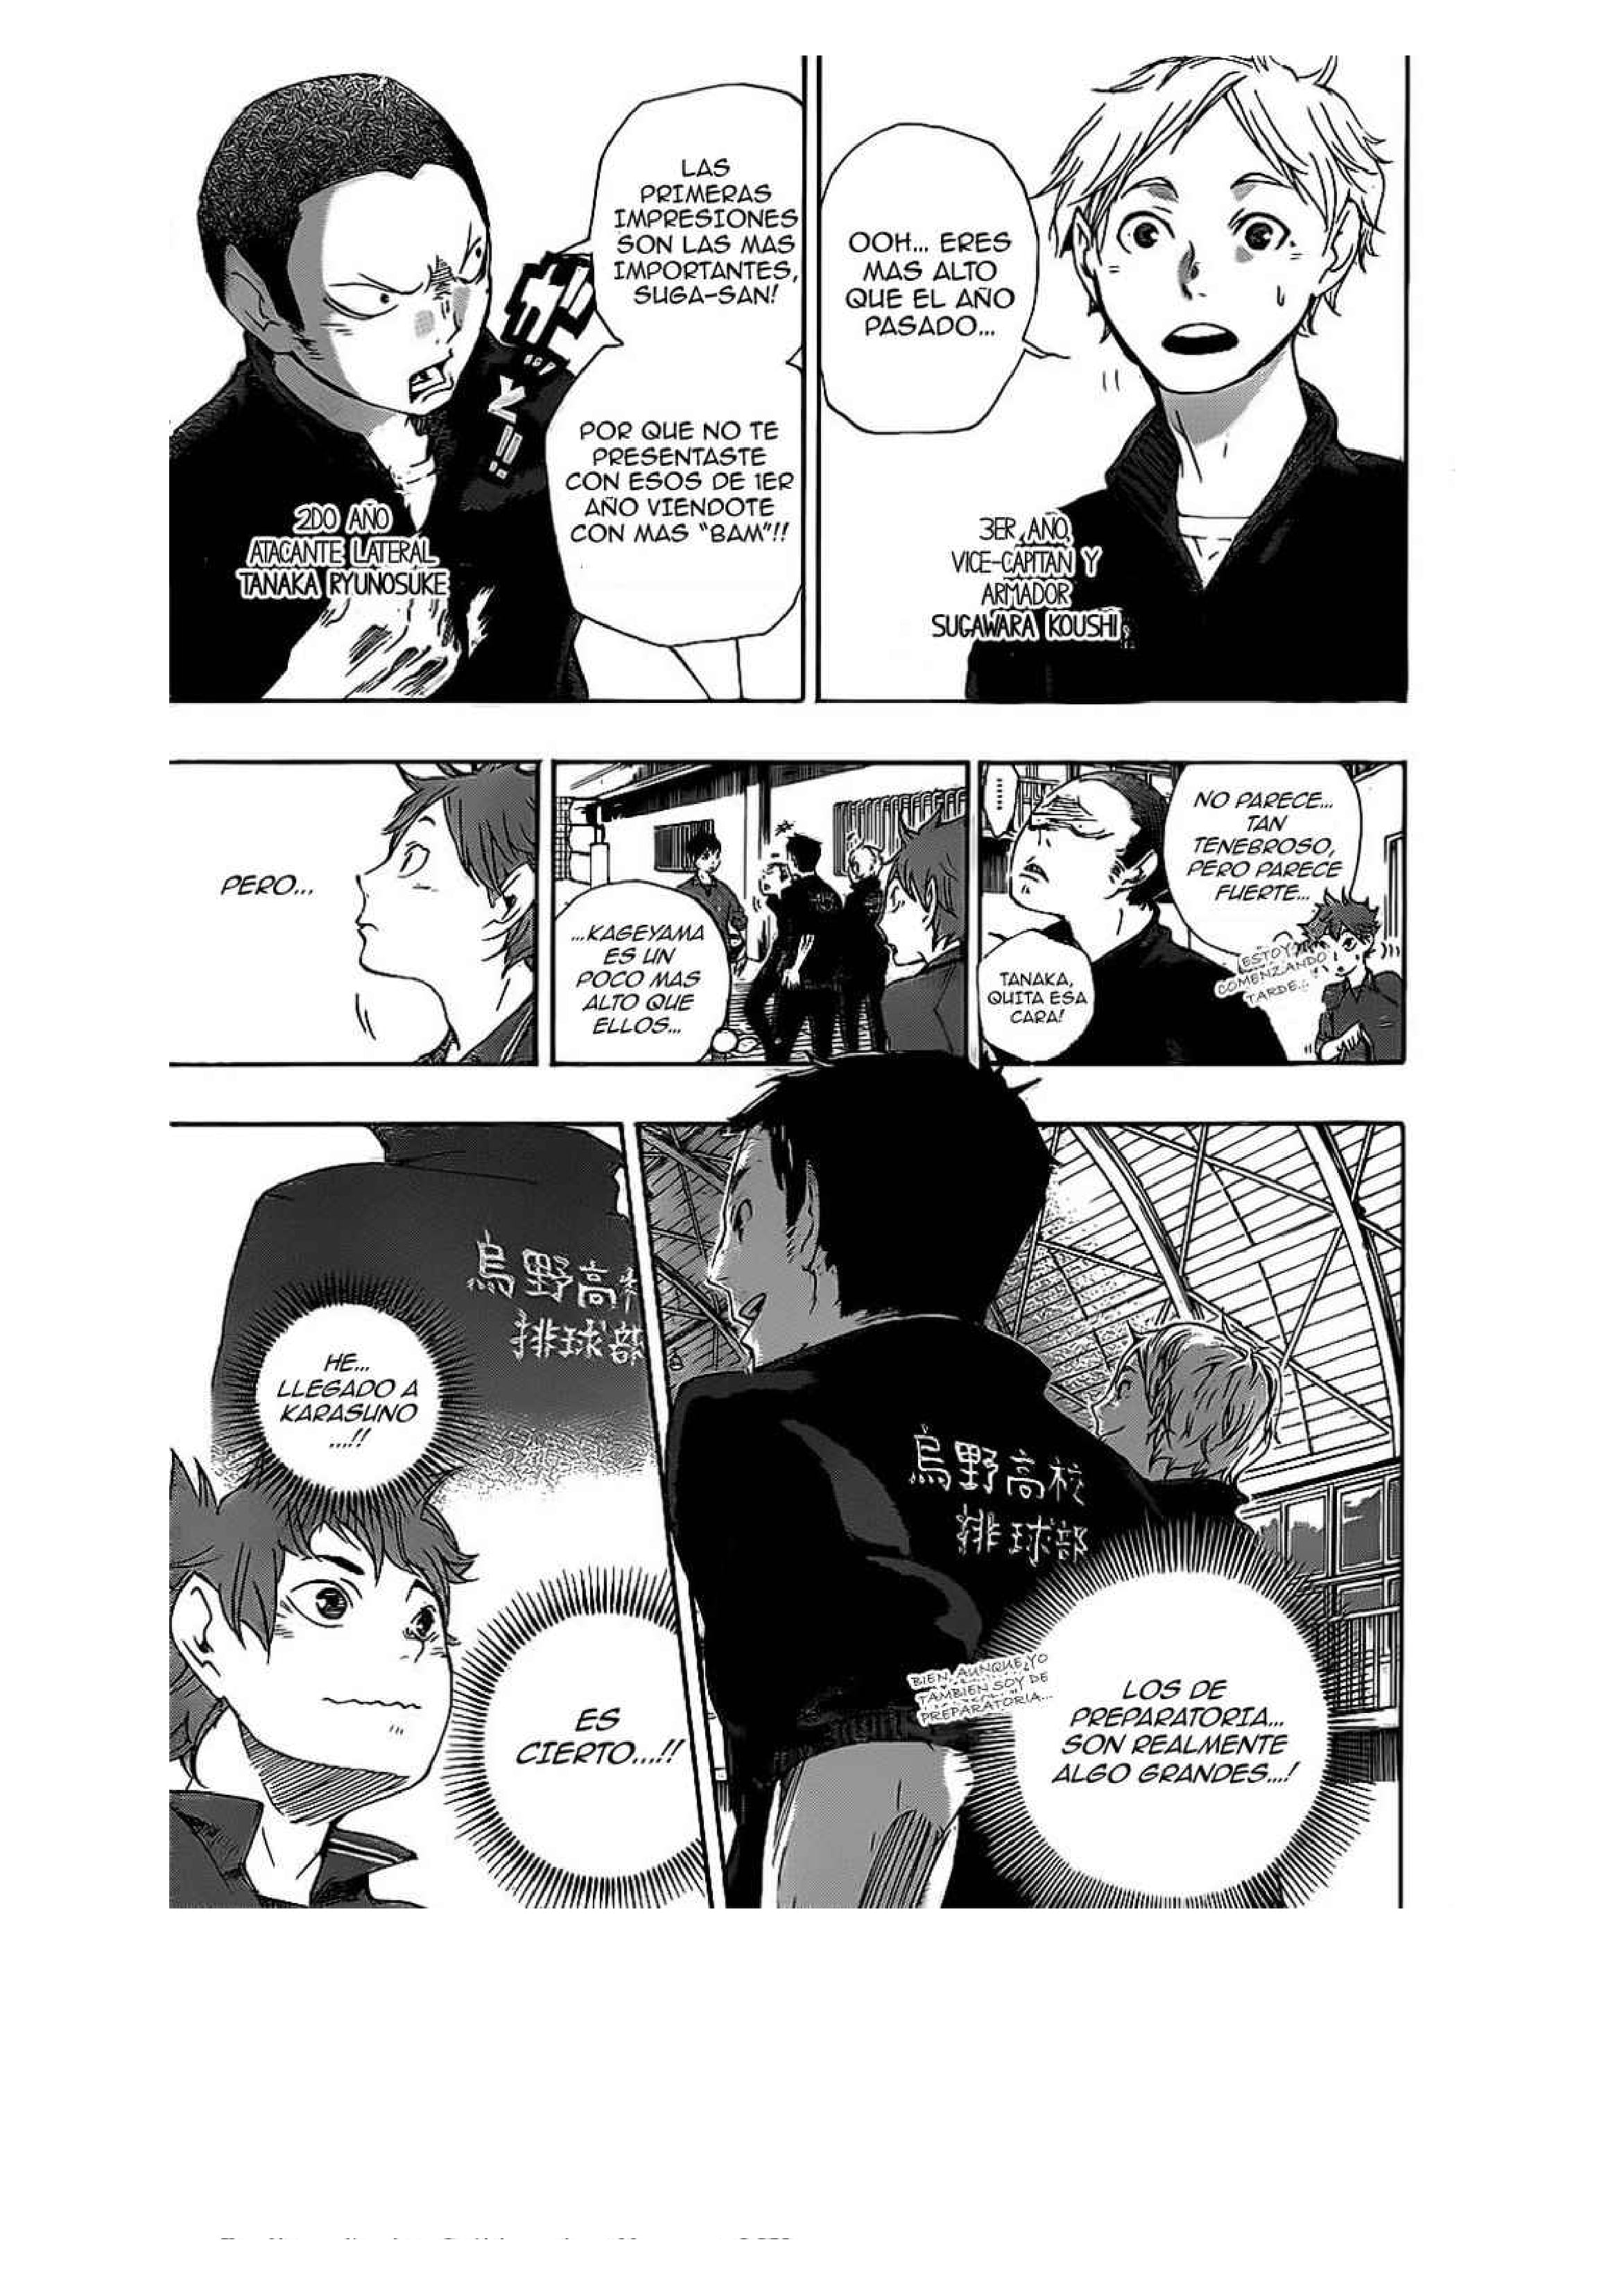 OOH... ERES
MAS ALTO
QUE EL AÑO
PASADO...
3ER AÑO,
VICE-CAPITAN Y
ARMADOR
SUGAWARA KOUSHI
LAS
PRIMERAS
IMPRESIONES
SON LAS MAS
IMPORTANTES,
SUGA-SAN!
POR QUE NO TE
PRESENTASTE
CON ESOS DE 1ER
AÑO VIENDOTE
CON MAS "BAM"!!
2DO AÑO
ATACANTE LATERAL
TANAKA RYUNOSUKE
NO PARECE...
TAN
TENEBROSO,
PERO PARECE
FUERTE...
ESTOY
COMENZANDO
TARDE..
TANAKA,
QUITA ESA
CARA!
...KAGEYAMA
ES UN
POCO MAS
ALTO QUE
ELLOS...
PERO...
烏野高校
排球部
LOS DE
PREPARATORIA...
SON REALMENTE
ALGO GRANDES...!
BIEN, AUNQUE YO
TAMBIEN SOY DE
PREPARATORIA...
烏野高校
排球部
HE...
LLEGADO A
KARASUNO
...!!
ES
CIERTO...!!